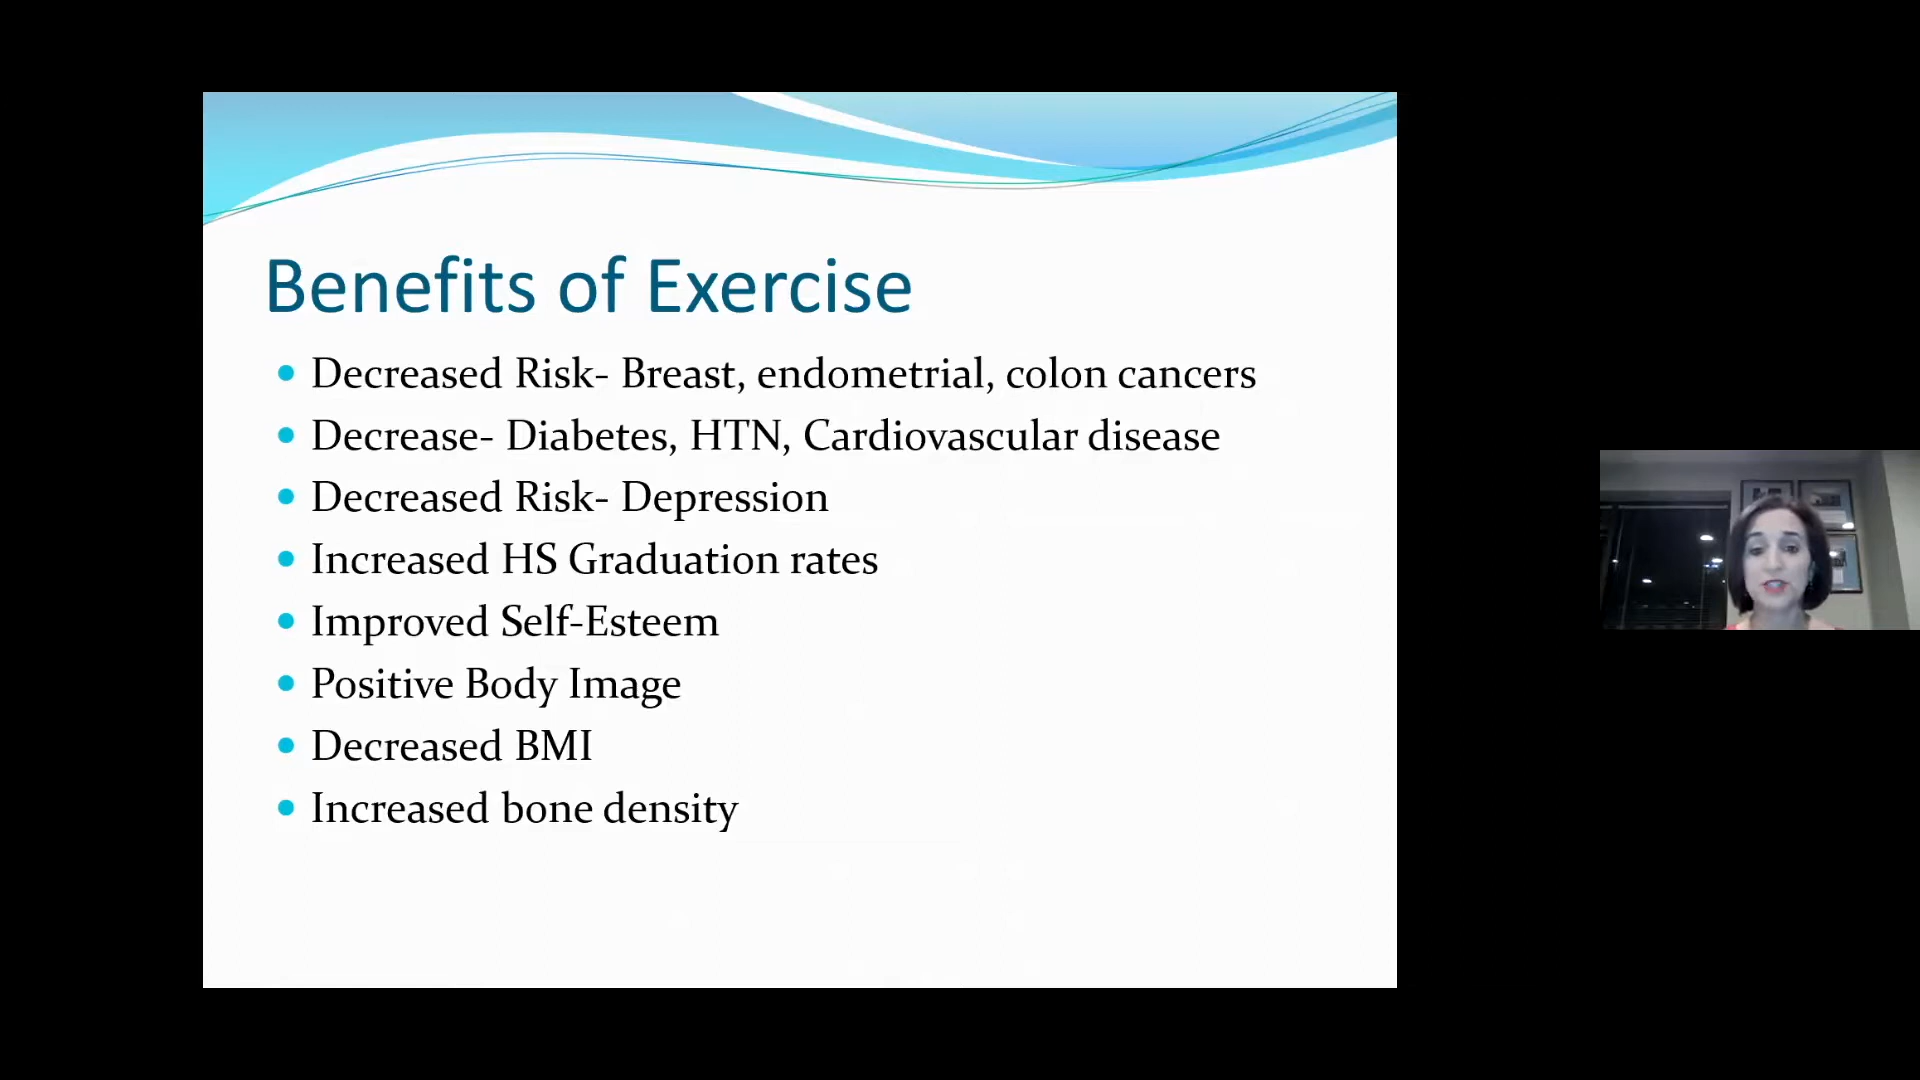 Benefits of Exercise
Decreased Risk- Breast, endometrial, colon cancers
Decrease- Diabetes, HTN, Cardiovascular disease
Decreased Risk- Depression
Increased HS Graduation rates
Improved Self-Esteem
Positive Body Image
Decreased BMI
Increased bone density